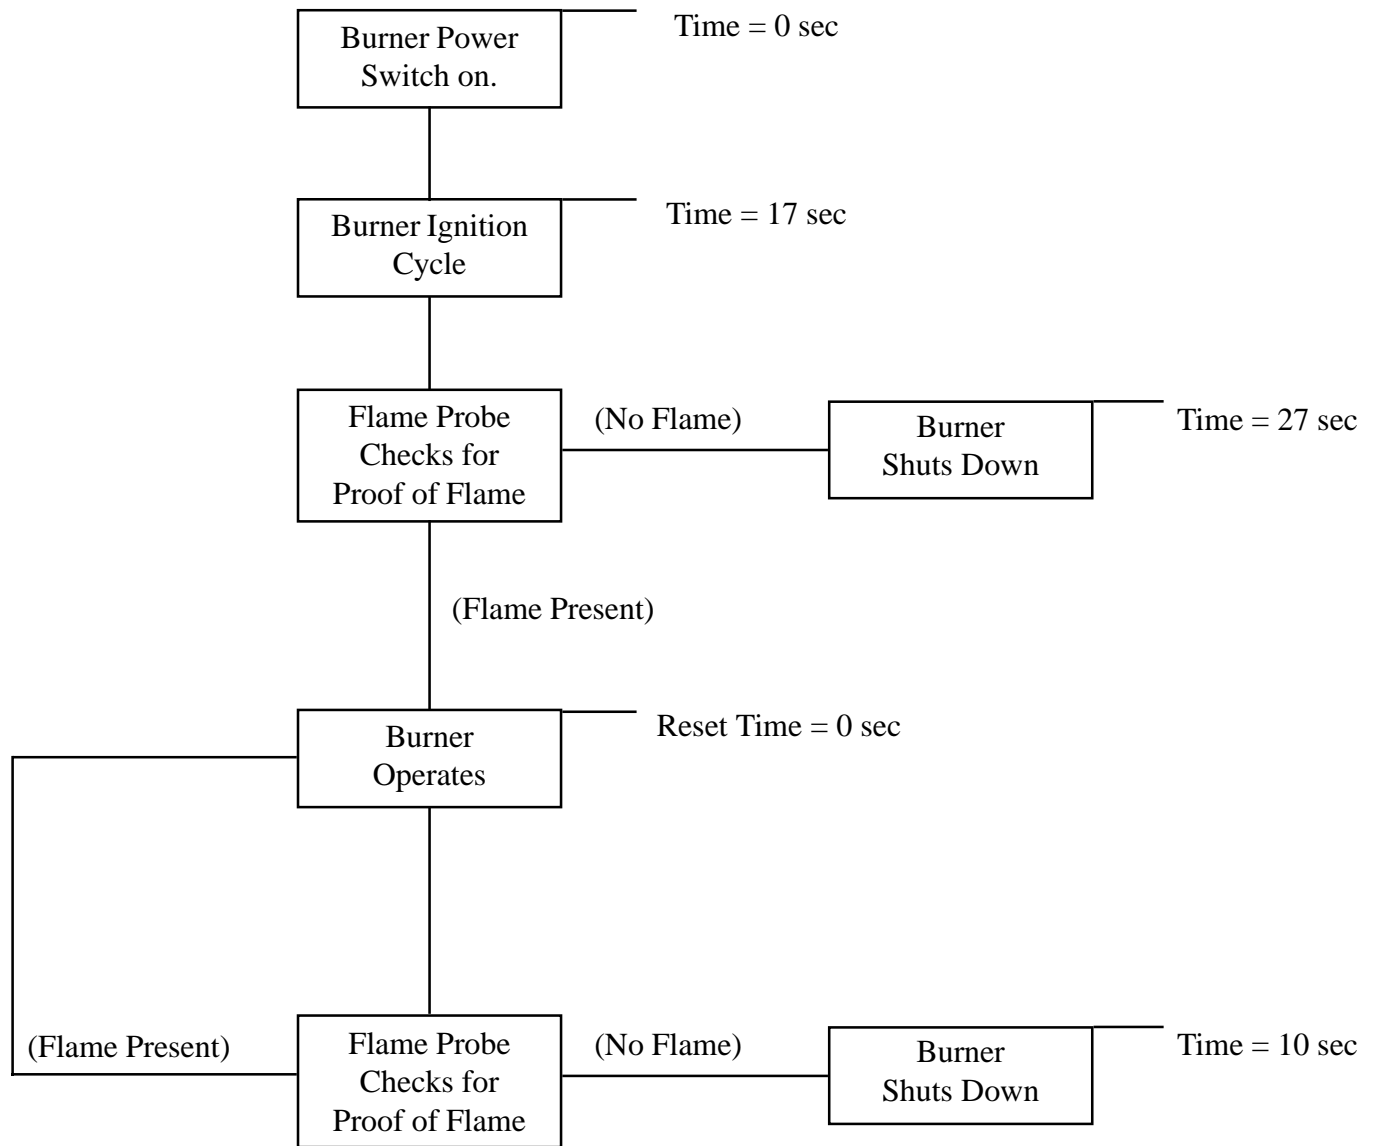 Burner Power
Switch on.
Time = 0 sec
Burner Ignition
Cycle
Time = 17 sec
Flame Probe
Checks for
Proof of Flame
(No Flame)
Burner
Shuts Down
Time = 27 sec
(Flame Present)
Burner
Operates
Reset Time = 0 sec
(Flame Present)
Flame Probe
Checks for
Proof of Flame
(No Flame)
Burner
Shuts Down
Time = 10 sec